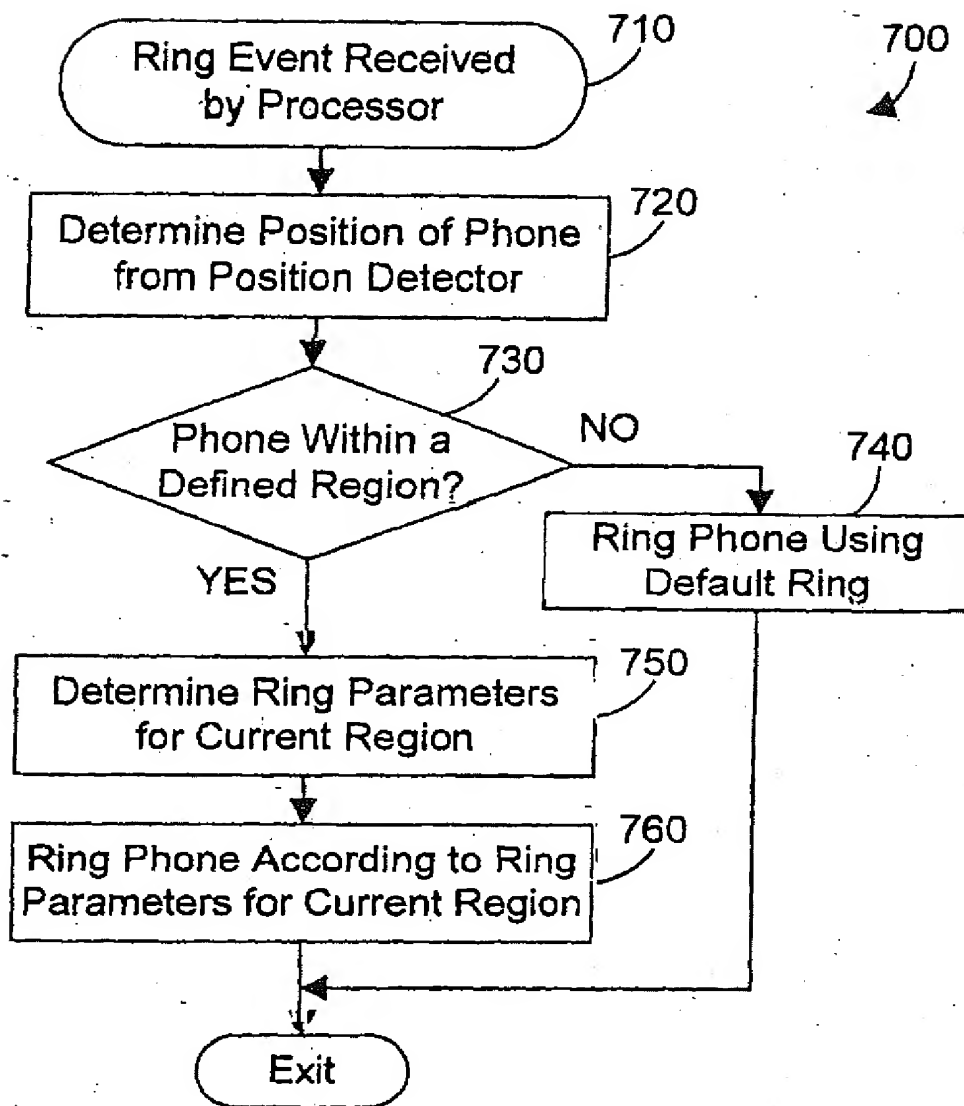 710
700
Ring Event Received
by Processor
720
Determine Position of Phone
from Position Detector
730
Phone Within a
Defined Region?
NO
740
Ring Phone Using
Default Ring
YES
750
Determine Ring Parameters
for Current Region
760
Ring Phone According to Ring
Parameters for Current Region
Exit